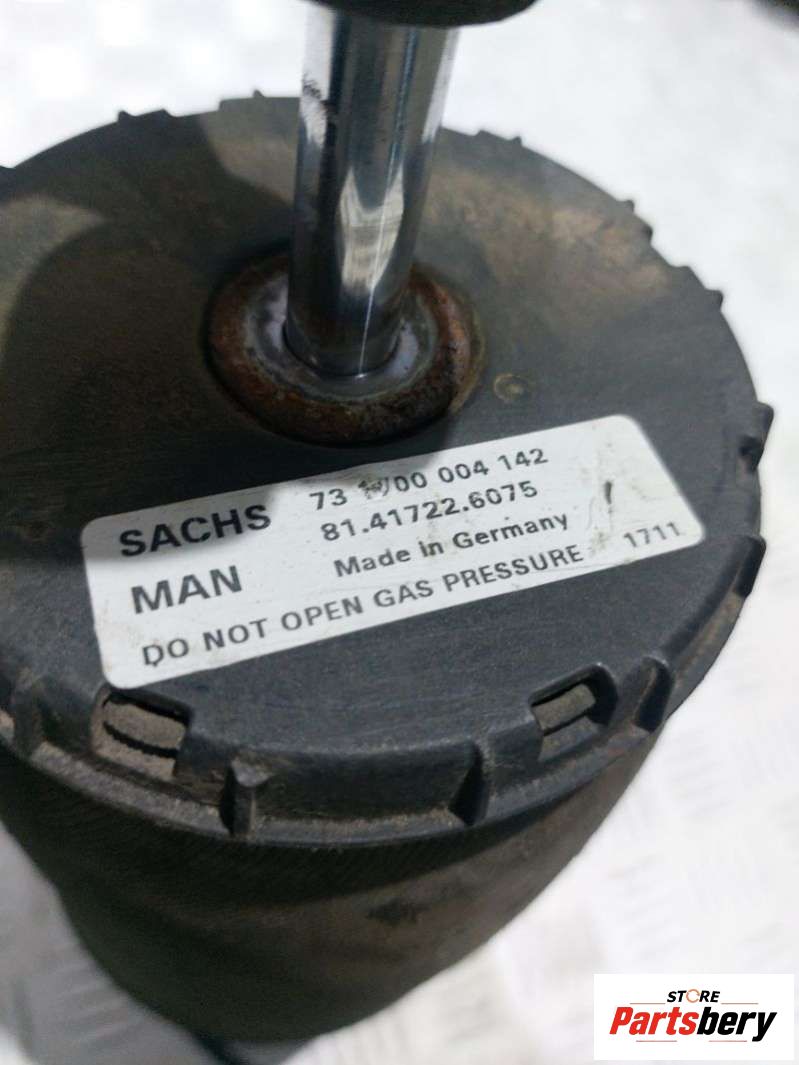 SACHS 73 1900 004 142
81.41722.6075
MAN Made in Germany
DO NOT OPEN GAS PRESSURE 1711
STORE
Partsbery